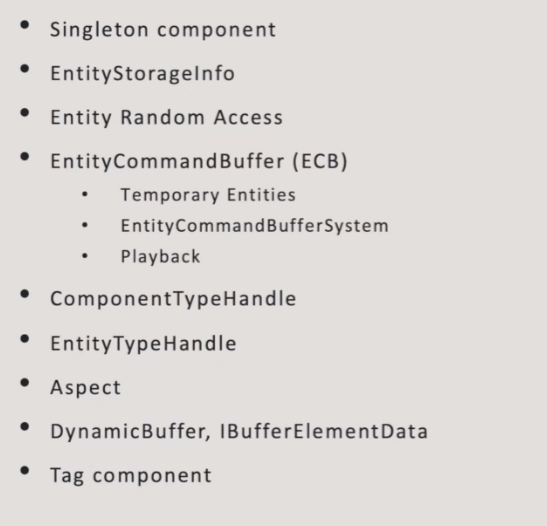 • Singleton component
• EntityStorageInfo
• Entity Random Access
• EntityCommandBuffer (ECB)
• Temporary Entities
• EntityCommandBufferSystem
• Playback
• ComponentTypeHandle
• EntityTypeHandle
• Aspect
• DynamicBuffer, IBufferElementData
• Tag component